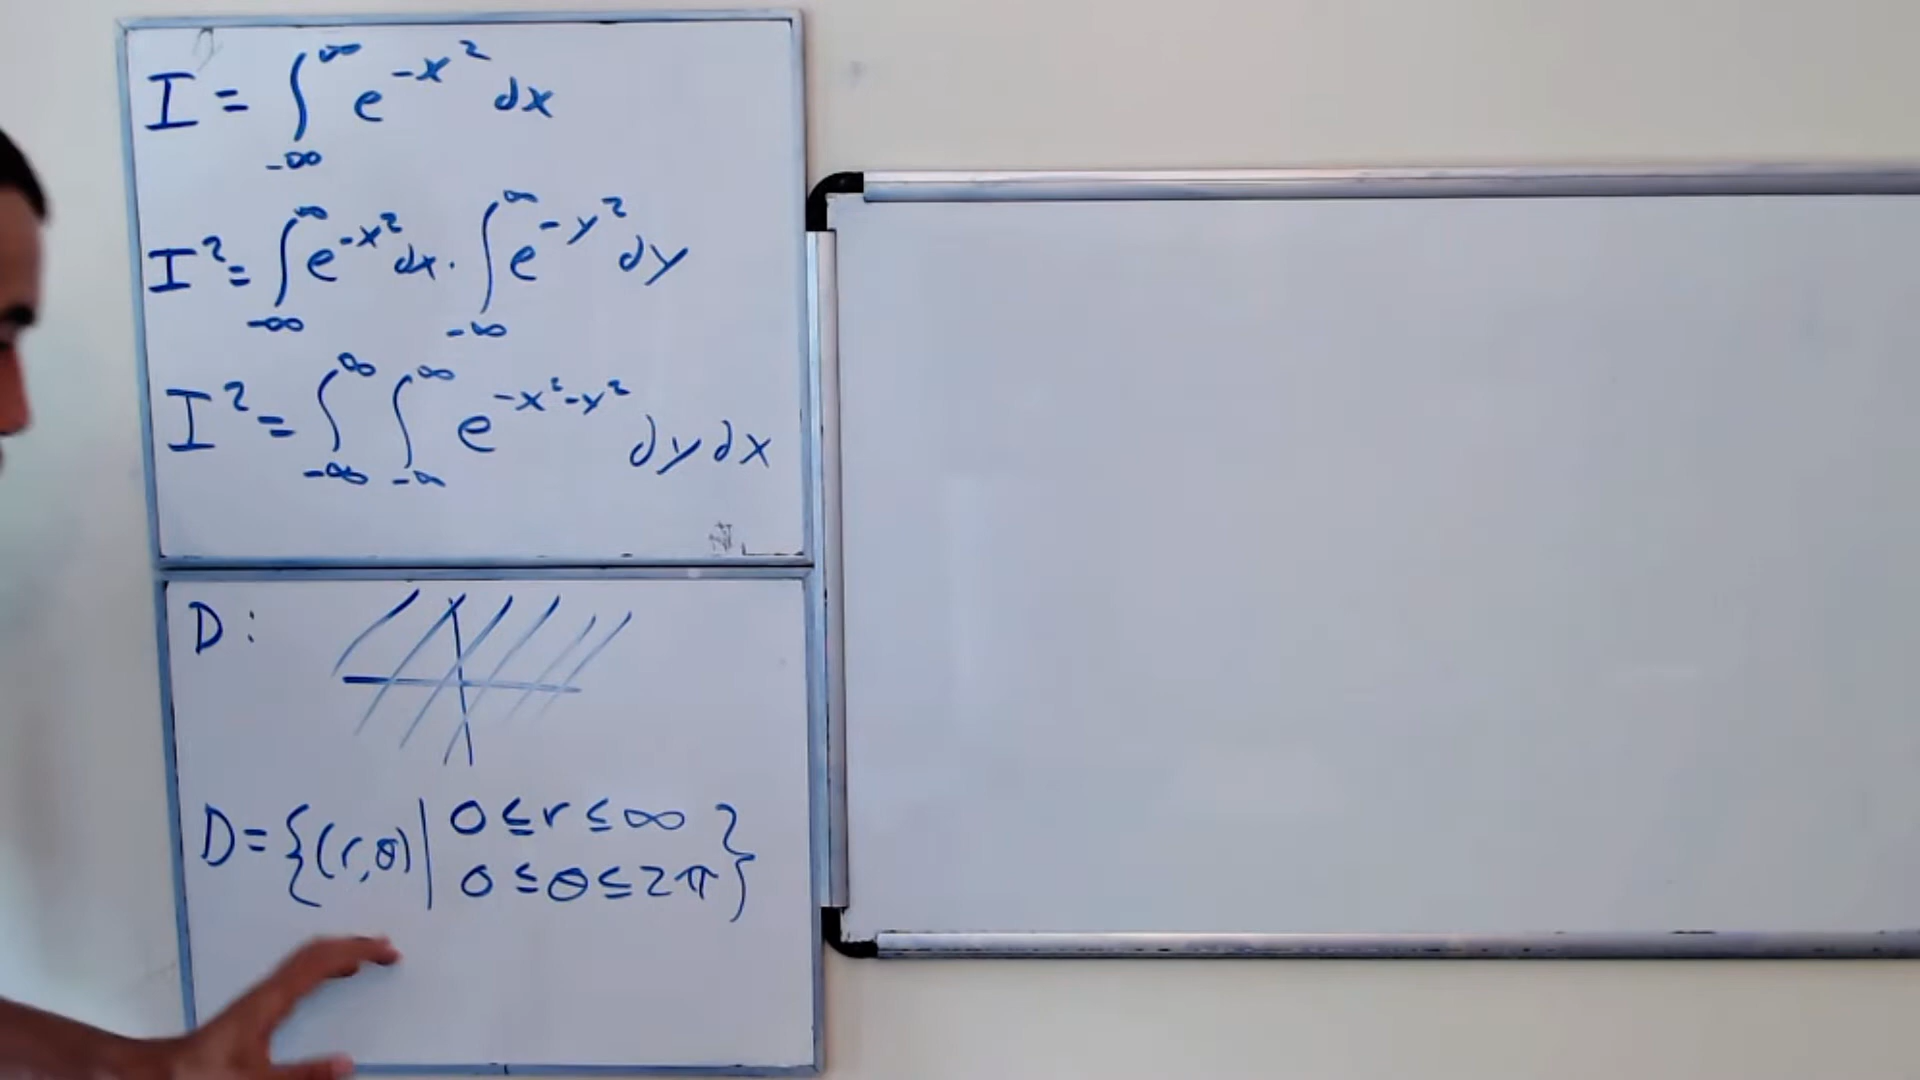 I = ∫_{-∞}^{∞} e^{-x²} dx
I² = ∫_{-∞}^{∞} e^{-x²} dx · ∫_{-∞}^{∞} e^{-y²} dy
I² = ∫_{-∞}^{∞} ∫_{-∞}^{∞} e^{-x²-y²} dy dx
D:
D = {(r,θ) | 0 ≤ r ≤ ∞
0 ≤ θ ≤ 2π}